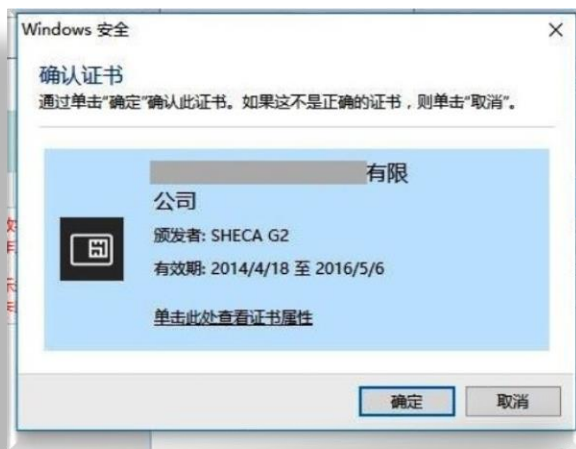 Windows 安全
确认证书
通过单击“确定”确认此证书。如果这不是正确的证书，则单击“取消”。
有限
公司
颁发者: SHECA G2
有效期: 2014/4/18 至 2016/5/6
单击此处查看证书属性
确定
取消